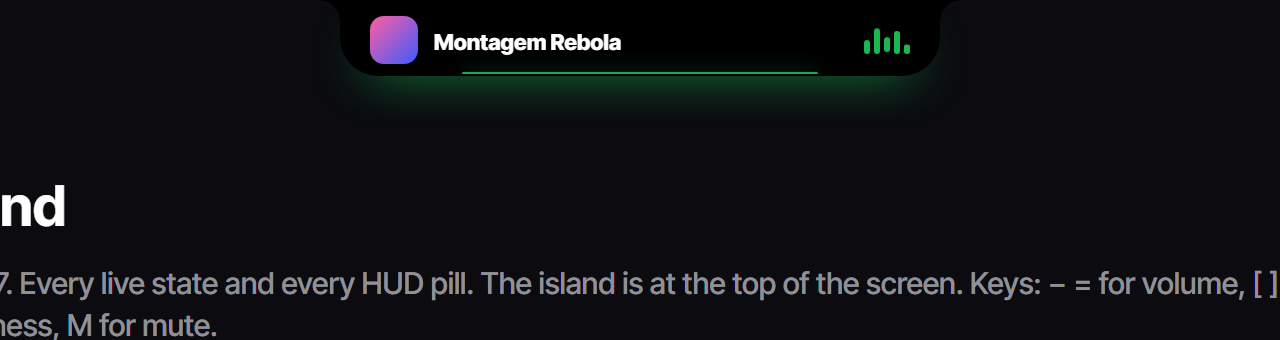 Montagem Rebola
nd
7. Every live state and every HUD pill. The island is at the top of the screen. Keys: − = for volume, [ ]
ness, M for mute.